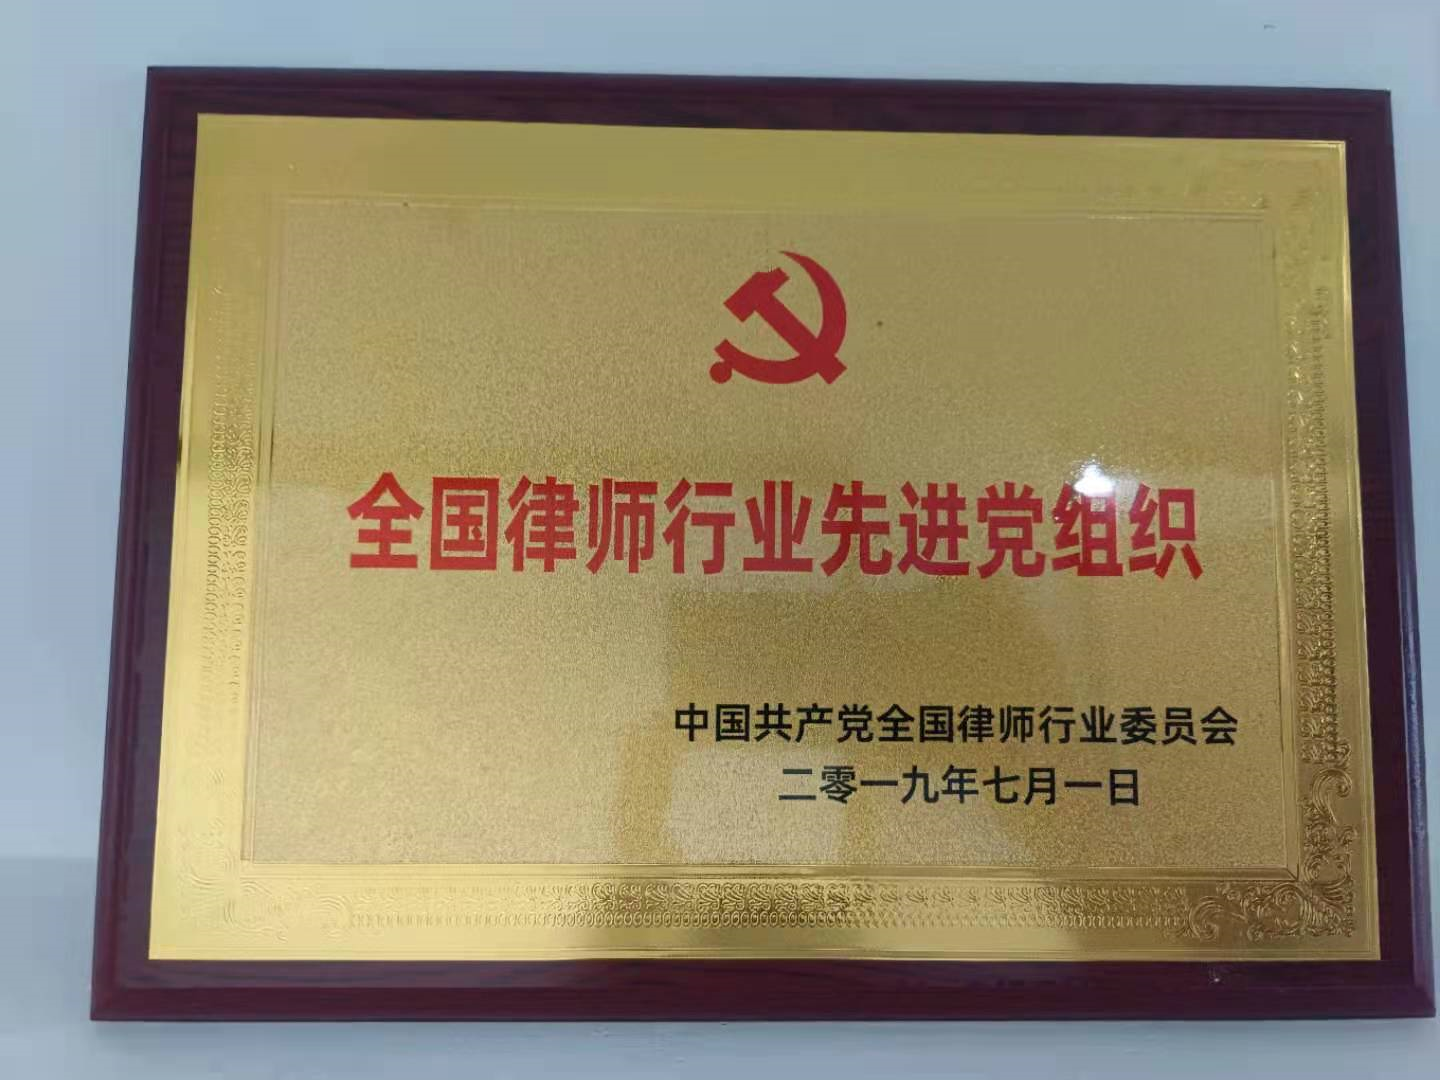 全国律师行业先进党组织
中国共产党全国律师行业委员会
二零一九年七月一日